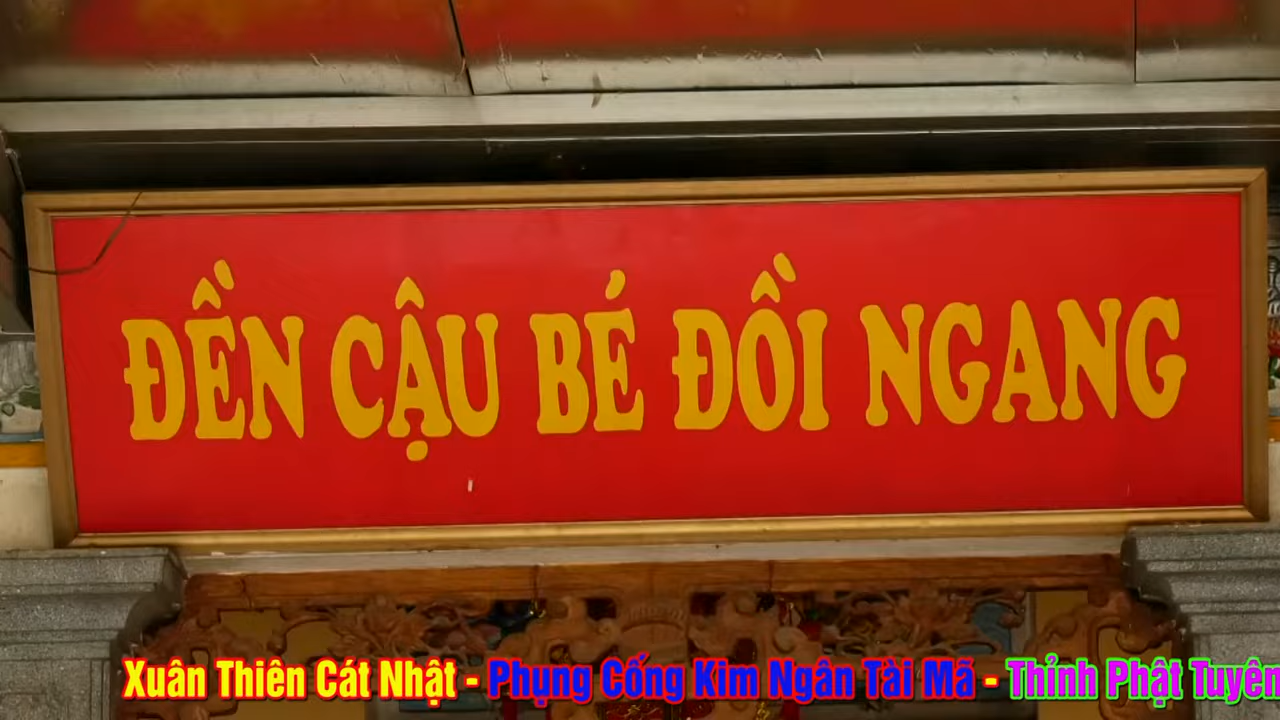 ĐỀN CẬU BÉ ĐỒI NGANG
Xuân Thiên Cát Nhật - Phụng Cống Kim Ngân Tài Mã - Thỉnh Phật Tuyên